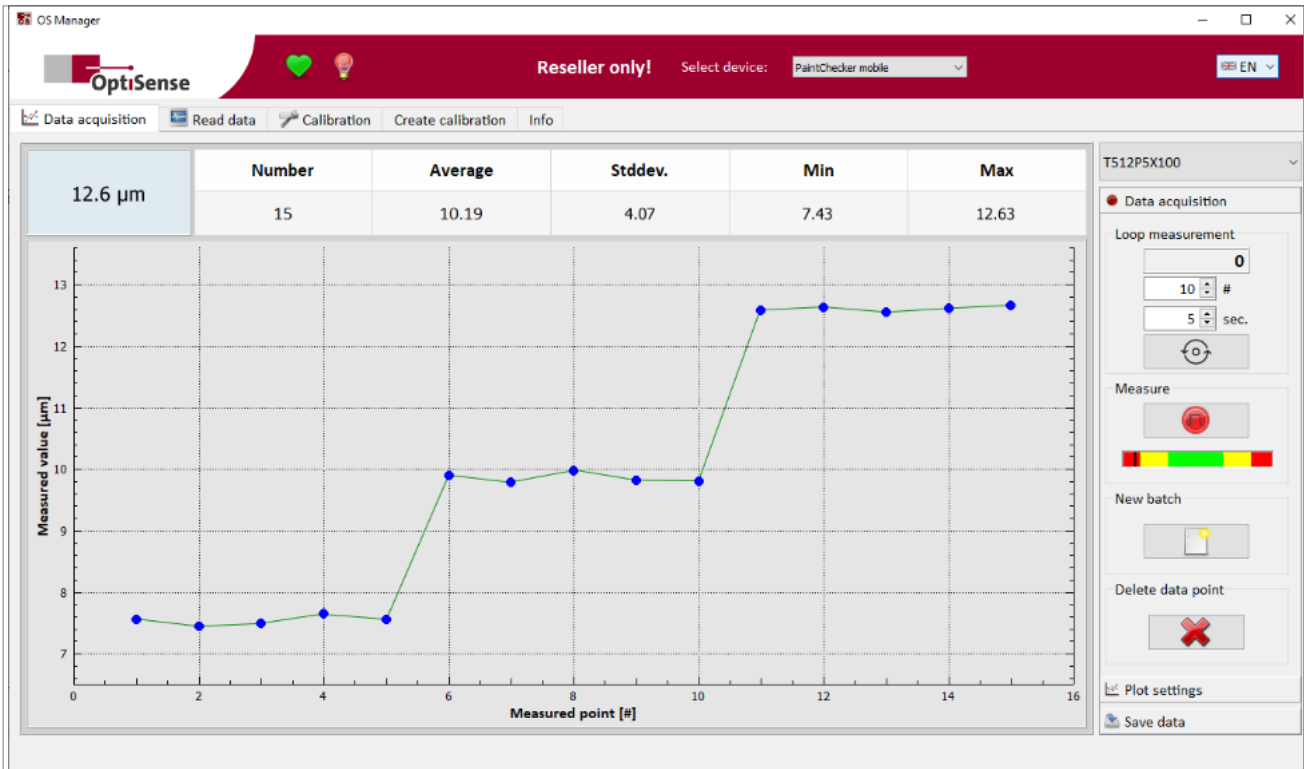 OS Manager
OptiSense
Reseller only! Select device: PaintChecker mobile
EN
Data acquisition Read data Calibration Create calibration Info
12.6 µm
Number Average Stddev. Min Max
15 10.19 4.07 7.43 12.63
Measured value [µm]
13
12
11
10
9
8
7
0 2 4 6 8 10 12 14 16
Measured point [#]
T512P5X100
Data acquisition
Loop measurement
0
10 #
5 sec.
Measure
New batch
Delete data point
Plot settings
Save data